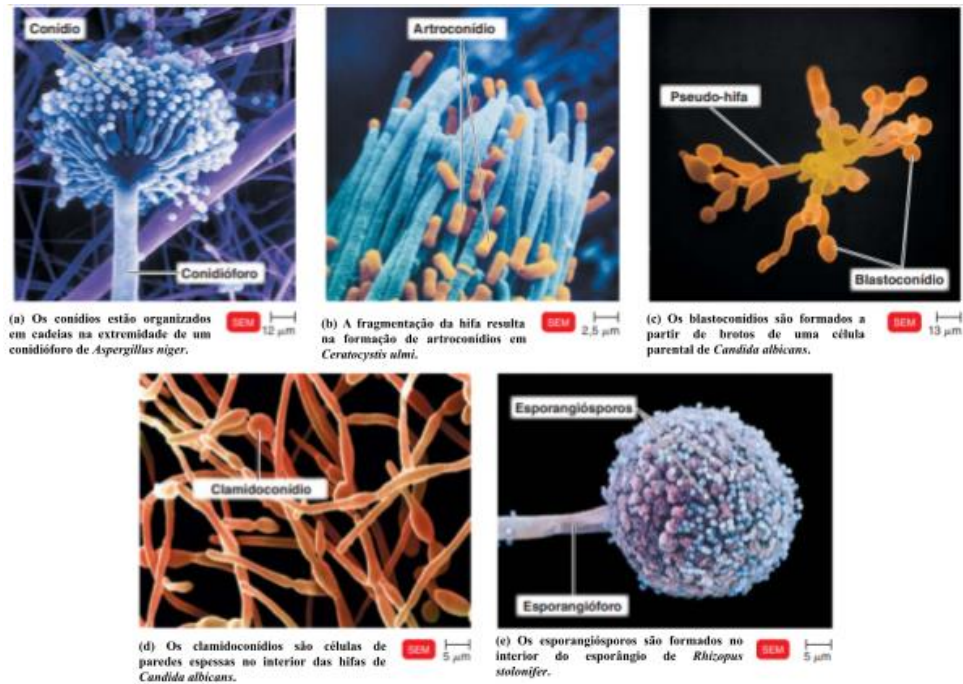 Conídio
Conidióforo
(a) Os conídios estão organizados
em cadeias na extremidade de um
conidióforo de Aspergillus niger.
SEM
12 μm
Artroconídio
(b) A fragmentação da hifa resulta
na formação de artroconídios em
Ceratocystis ulmi.
SEM
2,5 μm
Pseudo-hifa
Blastoconídio
(c) Os blastoconídios são formados a
partir de brotos de uma célula
parental de Candida albicans.
SEM
13 μm
Clamidoconídio
(d) Os clamidoconídios são células de
paredes espessas no interior das hifas de
Candida albicans.
SEM
5 μm
Esporangiósporos
Esporangióforo
(e) Os esporangiósporos são formados no
interior do esporângio de Rhizopus
stolonifer.
SEM
5 μm